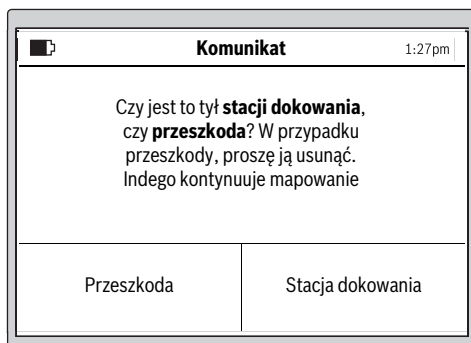 Komunikat 1:27pm
Czy jest to tył stacji dokowania,
czy przeszkoda? W przypadku
przeszkody, proszę ją usunąć.
Indego kontynuuje mapowanie
Przeszkoda Stacja dokowania